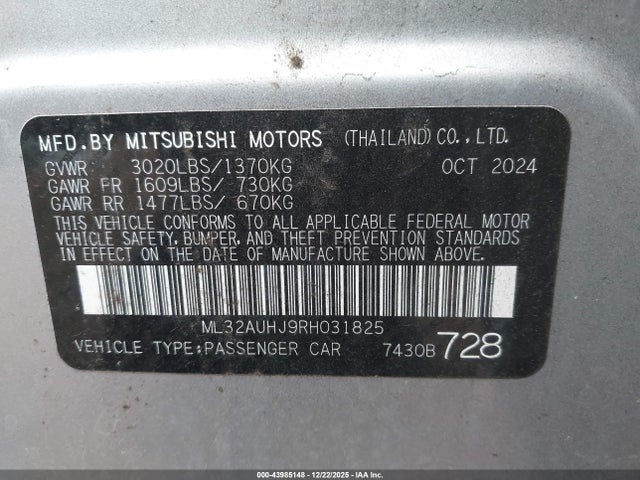 MFD. BY MITSUBISHI MOTORS (THAILAND) CO., LTD.
GVWR 3020LBS/1370KG OCT 2024
GAWR FR 1609LBS/ 730KG
GAWR RR 1477LBS/ 670KG
THIS VEHICLE CONFORMS TO ALL APPLICABLE FEDERAL MOTOR
VEHICLE SAFETY, BUMPER, AND THEFT PREVENTION STANDARDS
IN EFFECT ON THE DATE OF MANUFACTURE SHOWN ABOVE.
ML32AUHJ9RH031825
VEHICLE TYPE:PASSENGER CAR 7430B 728
000-43985148 - 12/22/2025 - IAA Inc.